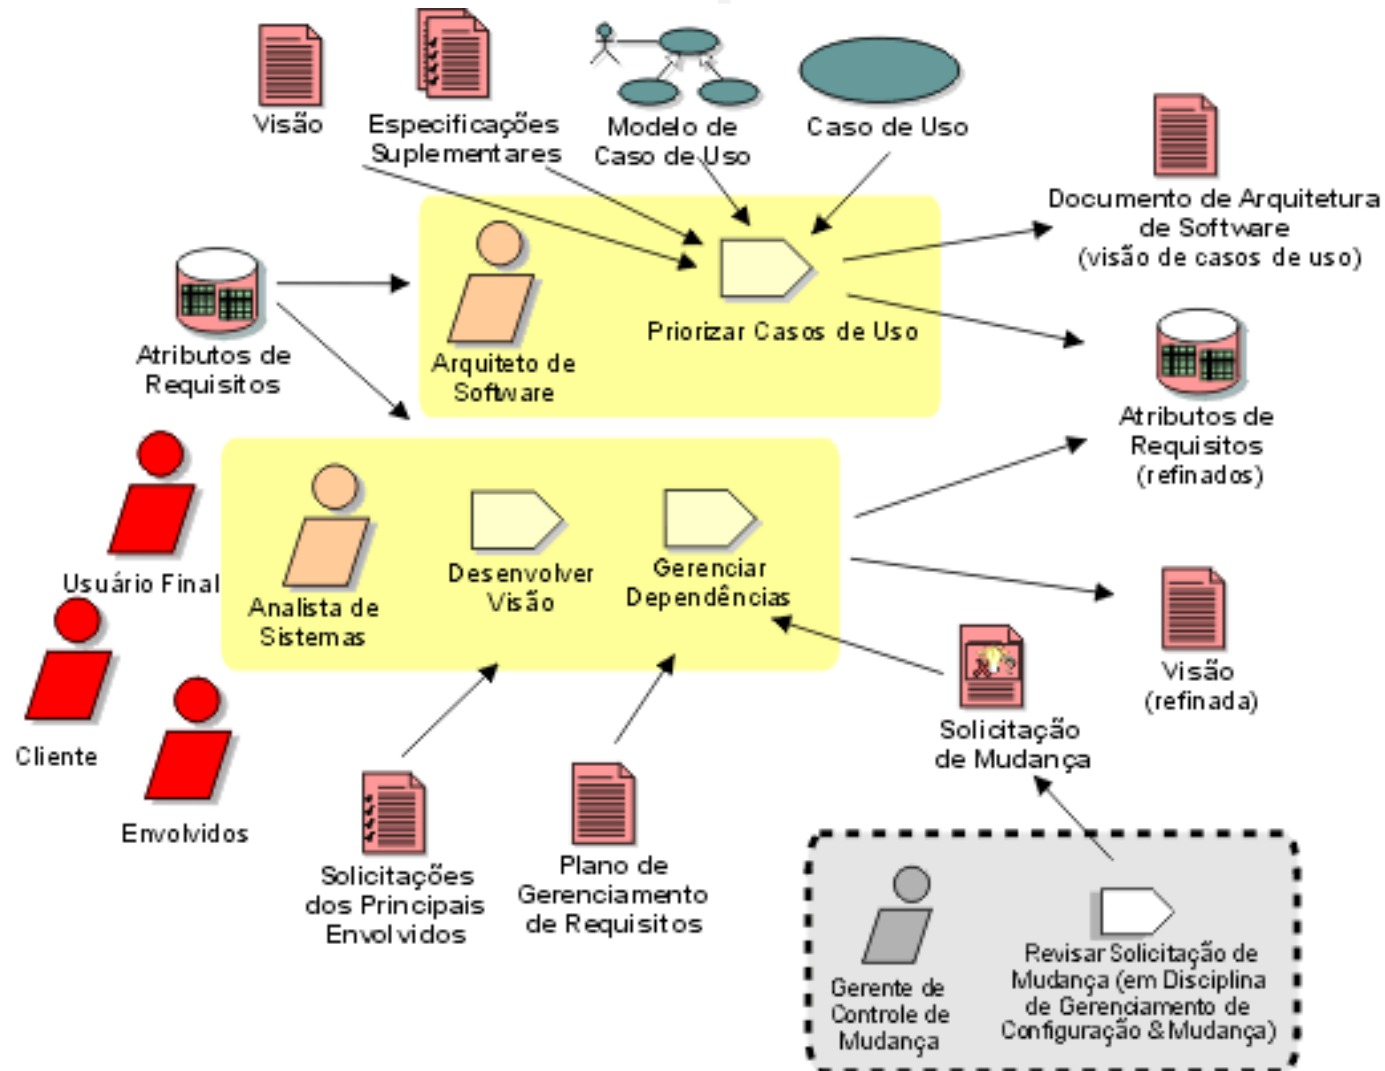 Visão
Especificações
Suplementares
Modelo de
Caso de Uso
Caso de Uso
Documento de Arquitetura
de Software
(visão de casos de uso)
Atributos de
Requisitos
Arquiteto de
Software
Priorizar Casos de Uso
Atributos de
Requisitos
(refinados)
Usuário Final
Analista de
Sistemas
Desenvolver
Visão
Gerenciar
Dependências
Visão
(refinada)
Cliente
Envolvidos
Solicitações
dos Principais
Envolvidos
Plano de
Gerenciamento
de Requisitos
Solicitação
de Mudança
Gerente de
Controle de
Mudança
Revisar Solicitação de
Mudança (em Disciplina
de Gerenciamento de
Configuração & Mudança)